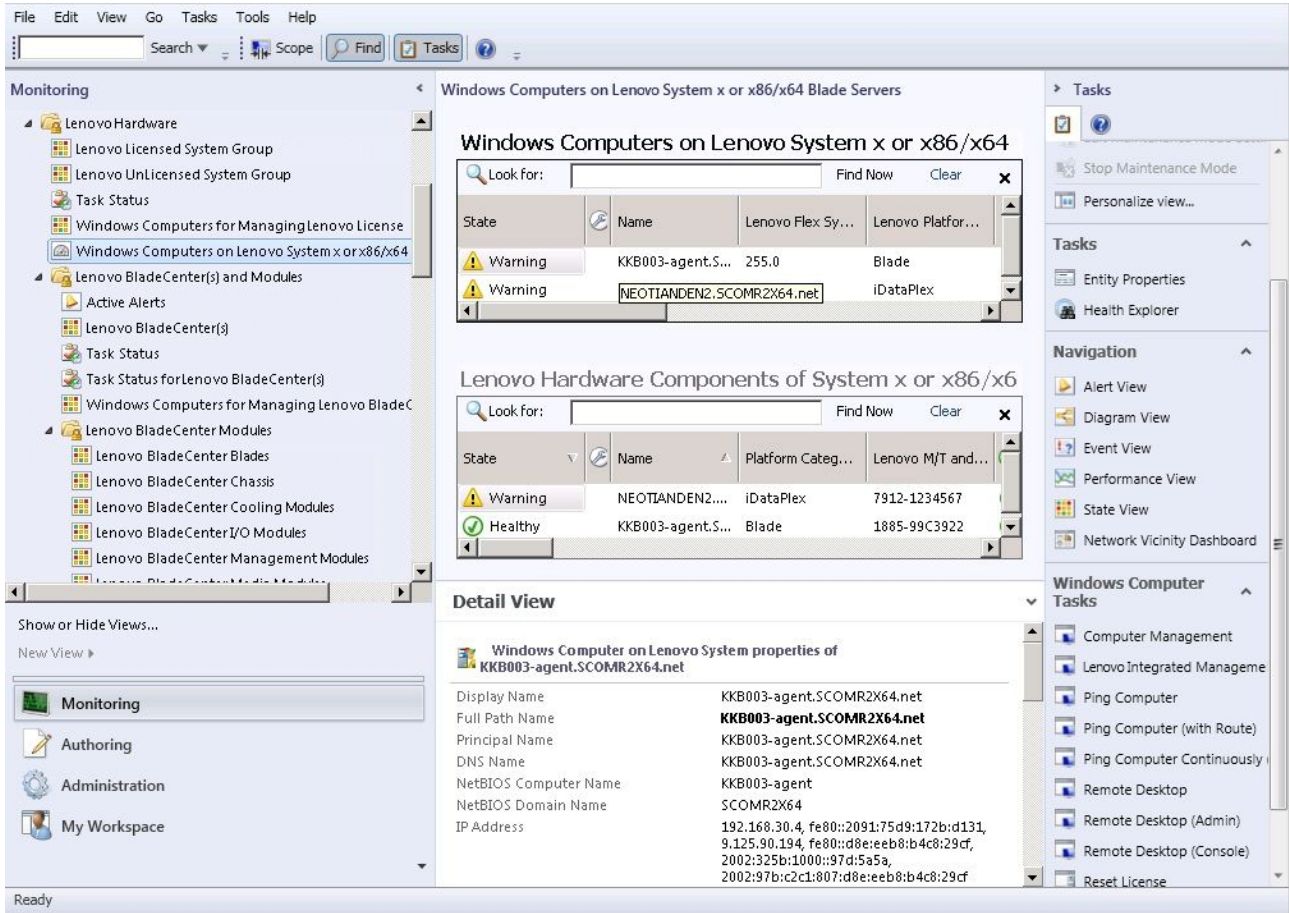 File Edit View Go Tasks Tools Help
Search Scope Find Tasks
Monitoring
Lenovo Hardware
Lenovo Licensed System Group
Lenovo UnLicensed System Group
Task Status
Windows Computers for Managing Lenovo License
Windows Computers on Lenovo System x or x86/x64
Lenovo BladeCenter(s) and Modules
Active Alerts
Lenovo BladeCenter(s)
Task Status
Task Status for Lenovo BladeCenter(s)
Windows Computers for Managing Lenovo BladeC
Lenovo BladeCenter Modules
Lenovo BladeCenter Blades
Lenovo BladeCenter Chassis
Lenovo BladeCenter Cooling Modules
Lenovo BladeCenter I/O Modules
Lenovo BladeCenter Management Modules
Lenovo BladeCenter Media Modules
Show or Hide Views...
New View
Monitoring
Authoring
Administration
My Workspace
Windows Computers on Lenovo System x or x86/x64 Blade Servers
Windows Computers on Lenovo System x or x86/x64
Look for: Find Now Clear
State Name Lenovo Flex Sy... Lenovo Platfor...
Warning KKB003-agent.S... 255.0 Blade
Warning NEOTIANDEN2.SCOMR2X64.net iDataPlex
Lenovo Hardware Components of System x or x86/x6
Look for: Find Now Clear
State Name Platform Categ... Lenovo M/T and...
Warning NEOTIANDEN2.... iDataPlex 7912-1234567
Healthy KKB003-agent.S... Blade 1885-99C3922
Detail View
Windows Computer on Lenovo System properties of
KKB003-agent.SCOMR2X64.net
Display Name KKB003-agent.SCOMR2X64.net
Full Path Name KKB003-agent.SCOMR2X64.net
Principal Name KKB003-agent.SCOMR2X64.net
DNS Name KKB003-agent.SCOMR2X64.net
NetBIOS Computer Name KKB003-agent
NetBIOS Domain Name SCOMR2X64
IP Address 192.168.30.4, fe80::2091:75d9:172b:d131,
9.125.90.194, fe80::d8e:eeb8:b4c8:29cf,
2002:325b:1000::97d:5a5a,
2002:97b:c2c1:807:d8e:eeb8:b4c8:29cf
Tasks
Stop Maintenance Mode
Personalize view...
Tasks
Entity Properties
Health Explorer
Navigation
Alert View
Diagram View
Event View
Performance View
State View
Network Vicinity Dashboard
Windows Computer
Tasks
Computer Management
Lenovo Integrated Manageme
Ping Computer
Ping Computer (with Route)
Ping Computer Continuously (
Remote Desktop
Remote Desktop (Admin)
Remote Desktop (Console)
Reset License
Ready